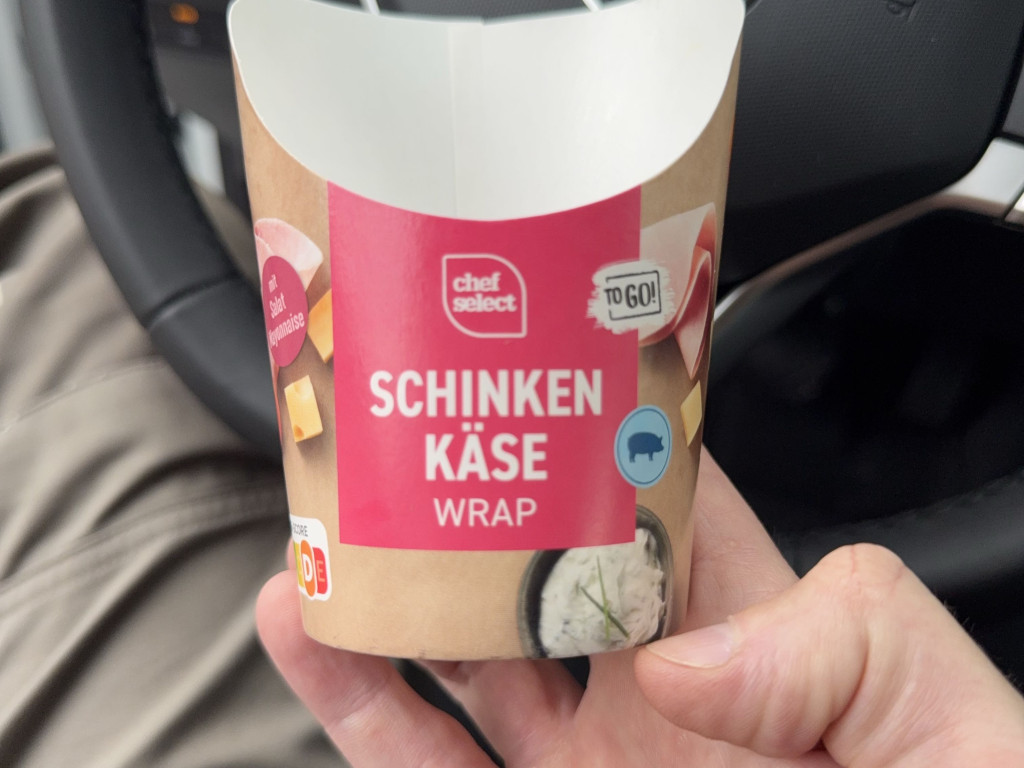 chef
select
TO GO!
mit
Salat
Mayonnaise
SCHINKEN
KÄSE
WRAP
D E